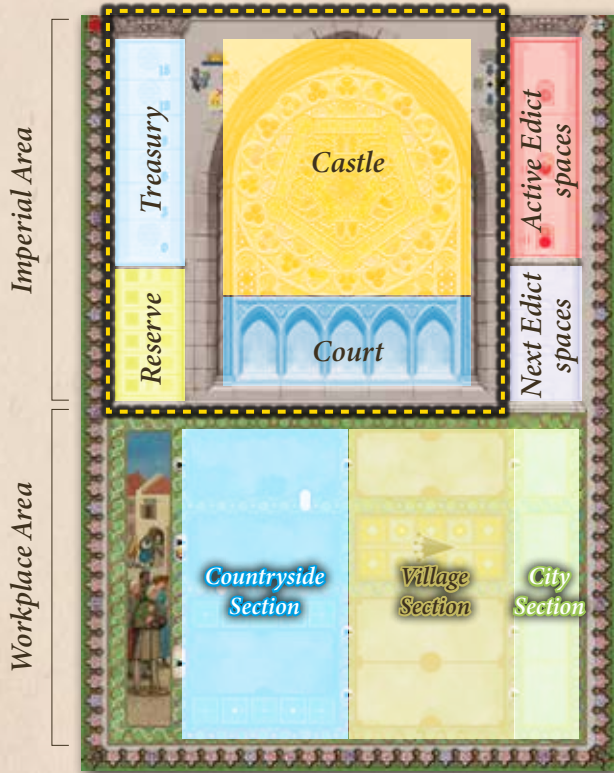 Imperial Area
Treasury
Castle
Active Edict
spaces
Reserve
Court
Next Edict
spaces
Workplace Area
Countryside
Section
Village
Section
City
Section